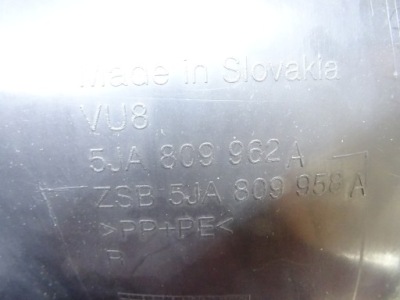 Made in Slovakia
VU8
5JA 809 962 A
ZSB 5JA 809 958 A
>PP+PE<